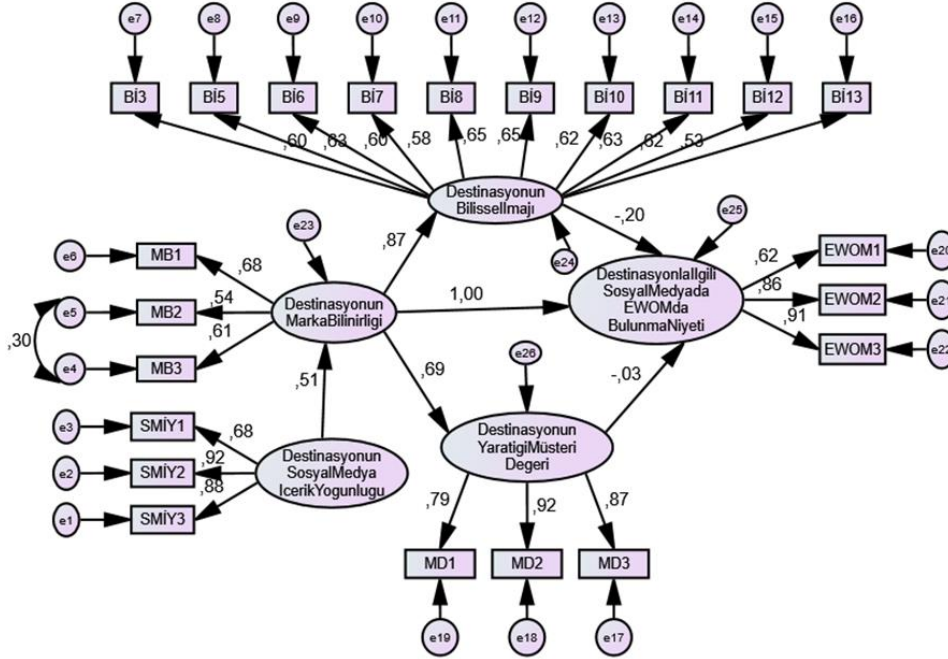 e7 e8 e9 e10 e11 e12 e13 e14 e15 e16
Bİ3 Bİ5 Bİ6 Bİ7 Bİ8 Bİ9 Bİ10 Bİ11 Bİ12 Bİ13
,60 ,63 ,60 ,58 ,65 ,65 ,62 ,63 ,62 ,53
Destinasyonun
BilisselImajı
-,20
e25
e23
,87
e24
e6 MB1
,68
e5 MB2
,54
e4 MB3
,61
,30
Destinasyonun
MarkaBilinirligi
1,00
DestinasyonlaIlgili
SosyalMedyada
EWOMda
BulunmaNiyeti
,62
EWOM1
,86
EWOM2
,91
EWOM3
e22
,51
,69
e26
-,03
e3 SMİY1
,68
e2 SMİY2
,92
e1 SMİY3
,88
Destinasyonun
SosyalMedya
IcerikYogunlugu
Destinasyonun
YaratigiMüsteri
Degeri
,79 ,92 ,87
MD1 MD2 MD3
e19 e18 e17